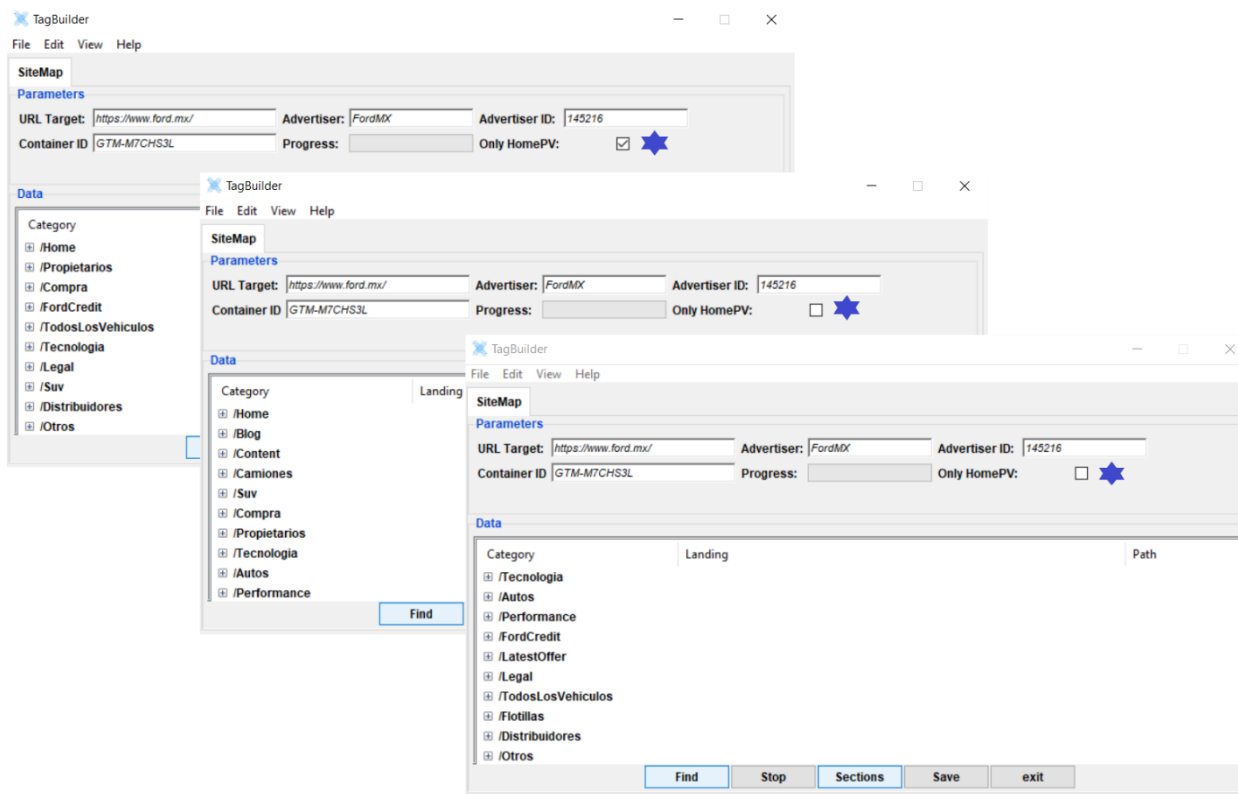 TagBuilder
File Edit View Help
SiteMap
Parameters
URL Target: https://www.ford.mx/ Advertiser: FordMX Advertiser ID: 145216
Container ID GTM-M7CHS3L Progress: Only HomePV:
Data
Category
/Home
/Propietarios
/Compra
/FordCredit
/TodosLosVehiculos
/Tecnologia
/Legal
/Suv
/Distribuidores
/Otros
TagBuilder
File Edit View Help
SiteMap
Parameters
URL Target: https://www.ford.mx/ Advertiser: FordMX Advertiser ID: 145216
Container ID GTM-M7CHS3L Progress: Only HomePV:
Data
Category Landing
/Home
/Blog
/Content
/Camiones
/Suv
/Compra
/Propietarios
/Tecnologia
/Autos
/Performance
Find
TagBuilder
File Edit View Help
SiteMap
Parameters
URL Target: https://www.ford.mx/ Advertiser: FordMX Advertiser ID: 145216
Container ID GTM-M7CHS3L Progress: Only HomePV:
Data
Category Landing Path
/Tecnologia
/Autos
/Performance
/FordCredit
/LatestOffer
/Legal
/TodosLosVehiculos
/Flotillas
/Distribuidores
/Otros
Find Stop Sections Save exit